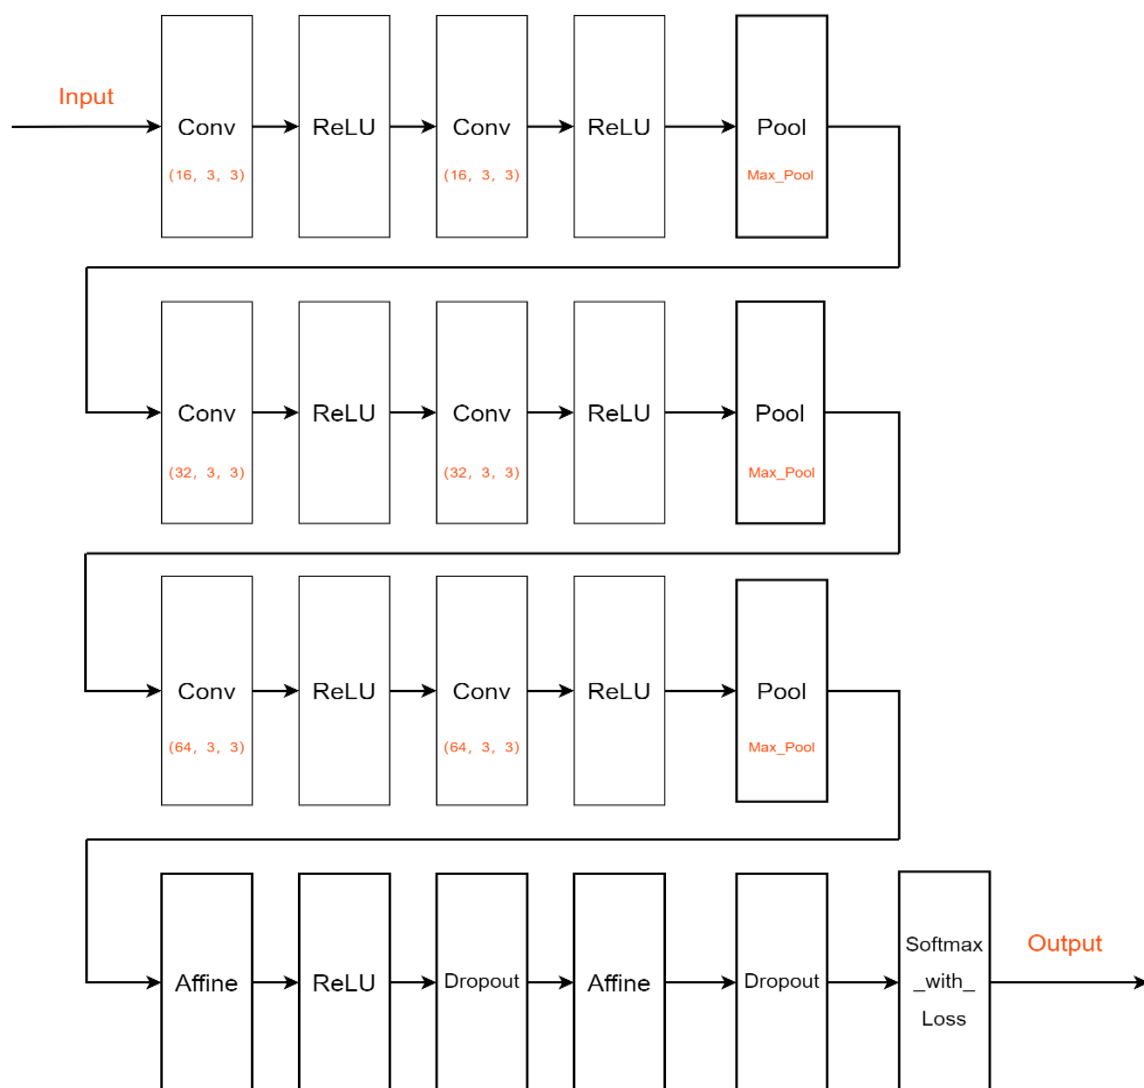 Input
Conv
ReLU
Conv
ReLU
Pool
(16, 3, 3)
(16, 3, 3)
Max_Pool
Conv
ReLU
Conv
ReLU
Pool
(32, 3, 3)
(32, 3, 3)
Max_Pool
Conv
ReLU
Conv
ReLU
Pool
(64, 3, 3)
(64, 3, 3)
Max_Pool
Affine
ReLU
Dropout
Affine
Dropout
Softmax
_with_
Loss
Output